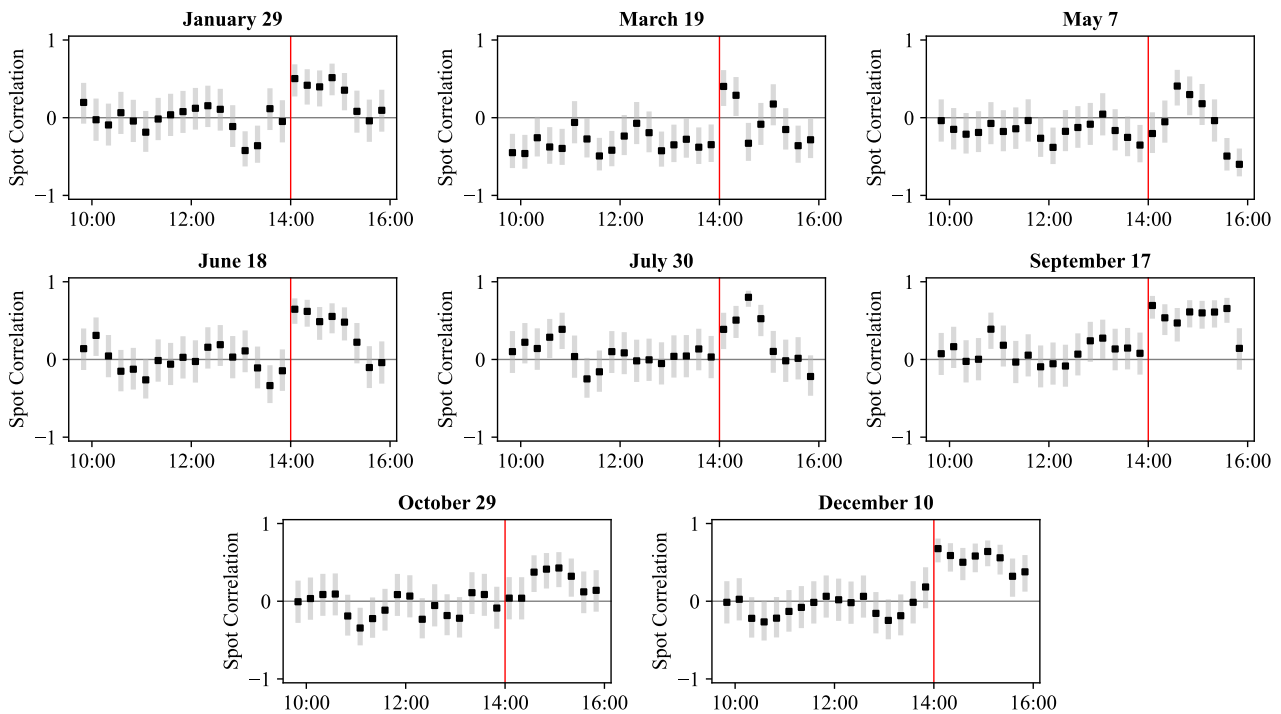 January 29
Spot Correlation
1
0
−1
10:00 12:00 14:00 16:00
March 19
Spot Correlation
1
0
−1
10:00 12:00 14:00 16:00
May 7
Spot Correlation
1
0
−1
10:00 12:00 14:00 16:00
June 18
Spot Correlation
1
0
−1
10:00 12:00 14:00 16:00
July 30
Spot Correlation
1
0
−1
10:00 12:00 14:00 16:00
September 17
Spot Correlation
1
0
−1
10:00 12:00 14:00 16:00
October 29
Spot Correlation
1
0
−1
10:00 12:00 14:00 16:00
December 10
Spot Correlation
1
0
−1
10:00 12:00 14:00 16:00